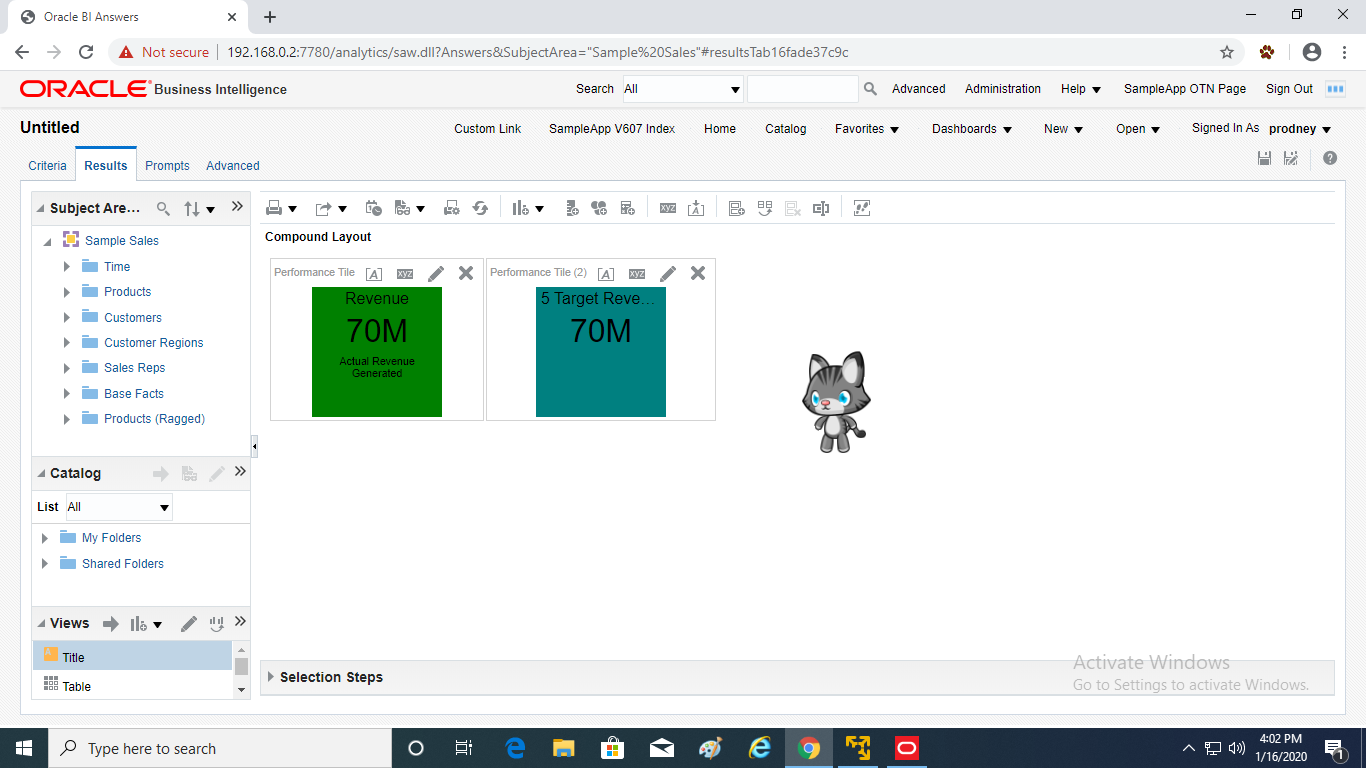 Oracle BI Answers
Not secure 192.168.0.2:7780/analytics/saw.dll?Answers&SubjectArea="Sample%20Sales"#resultsTab16fade37c9c
ORACLE Business Intelligence
Search All Advanced Administration Help SampleApp OTN Page Sign Out
Untitled
Custom Link SampleApp V607 Index Home Catalog Favorites Dashboards New Open Signed In As prodney
Criteria Results Prompts Advanced
Subject Are...
Sample Sales
Time
Products
Customers
Customer Regions
Sales Reps
Base Facts
Products (Ragged)
Catalog
List All
My Folders
Shared Folders
Views
Title
Table
xyz A
Compound Layout
Performance Tile A xyz
Revenue
70M
Actual Revenue
Generated
Performance Tile (2) A xyz
5 Target Reve...
70M
Selection Steps
Activate Windows
Go to Settings to activate Windows.
Type here to search
4:02 PM
1/16/2020
1